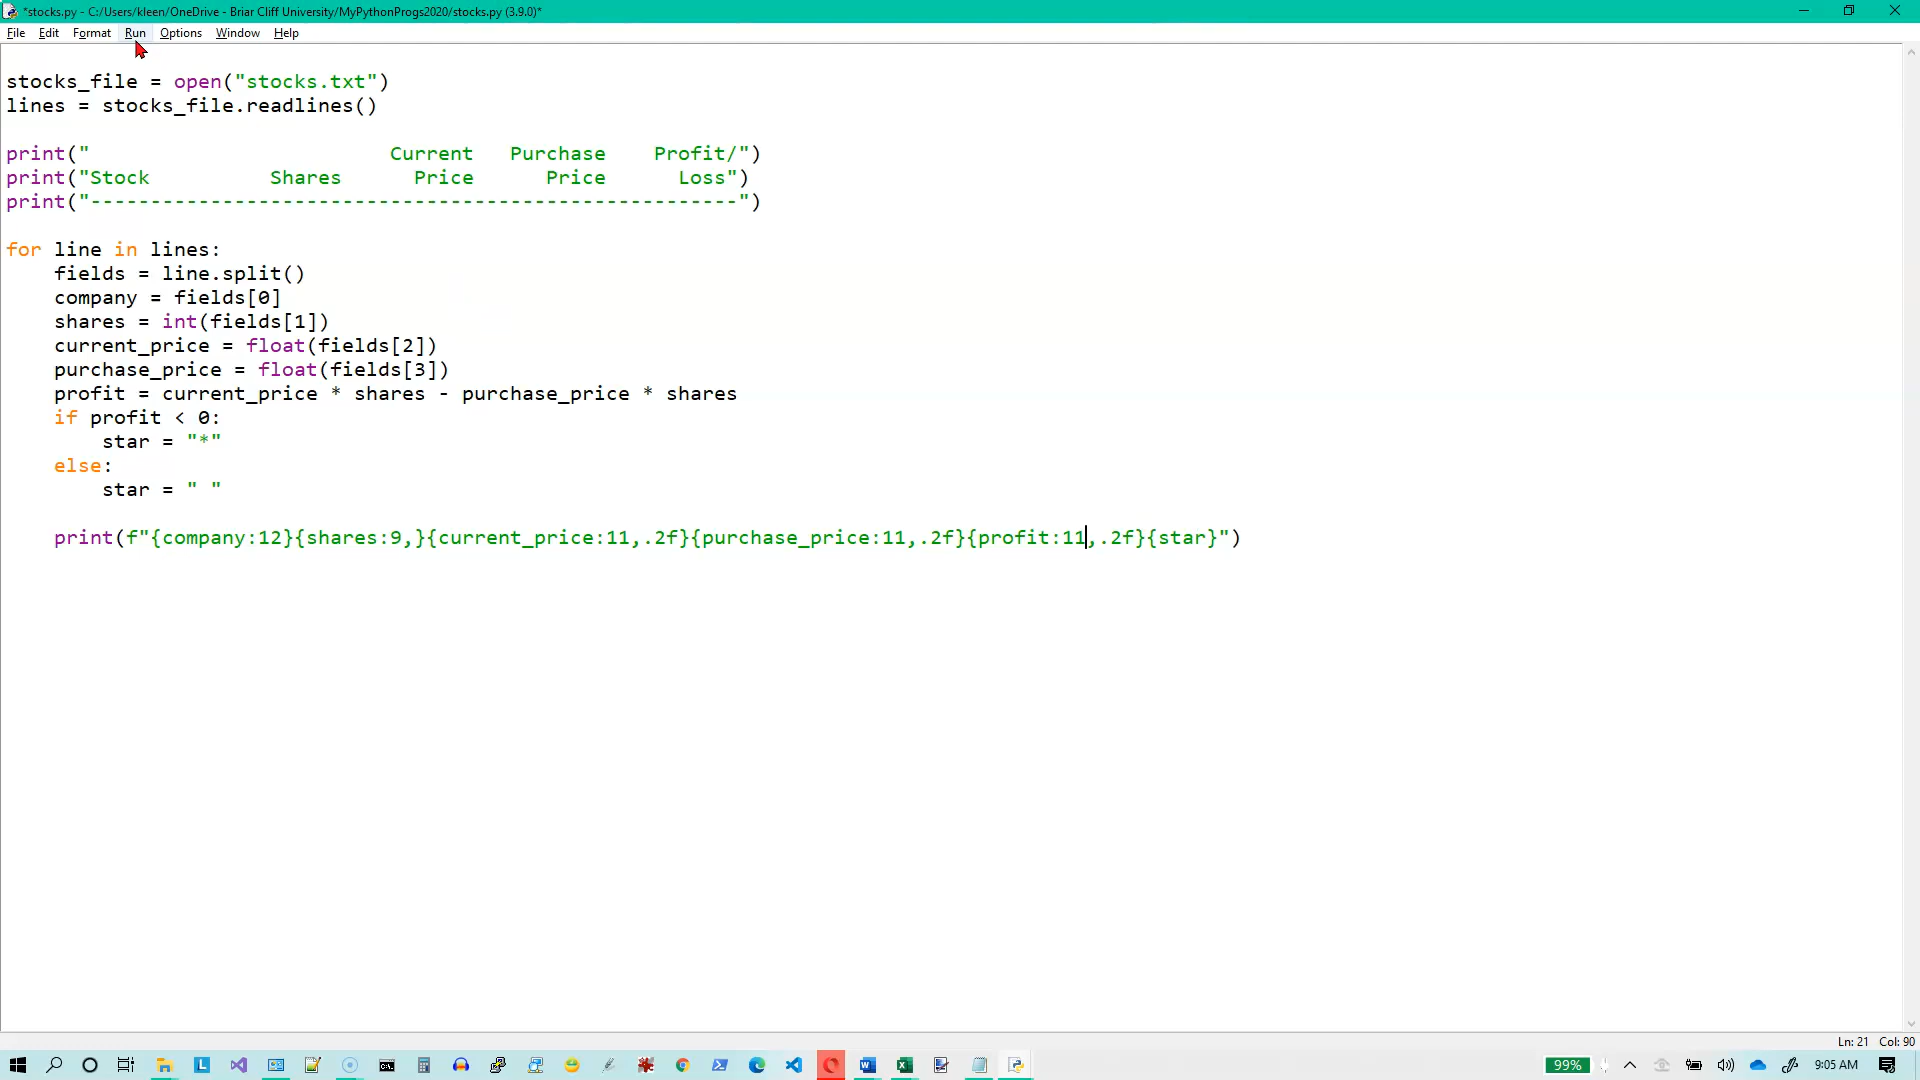 *stocks.py - C:/Users/kleen/OneDrive - Briar Cliff University/MyPythonProgs2020/stocks.py (3.9.0)*
File Edit Format Run Options Window Help
stocks_file = open("stocks.txt")
lines = stocks_file.readlines()
print("                         Current   Purchase    Profit/")
print("Stock          Shares      Price      Price      Loss")
print("------------------------------------------------------")
for line in lines:
    fields = line.split()
    company = fields[0]
    shares = int(fields[1])
    current_price = float(fields[2])
    purchase_price = float(fields[3])
    profit = current_price * shares - purchase_price * shares
    if profit < 0:
        star = "*"
    else:
        star = " "
    print(f"{company:12}{shares:9,}{current_price:11,.2f}{purchase_price:11,.2f}{profit:11,.2f}{star}")
Ln: 21 Col: 90
99%
9:05 AM